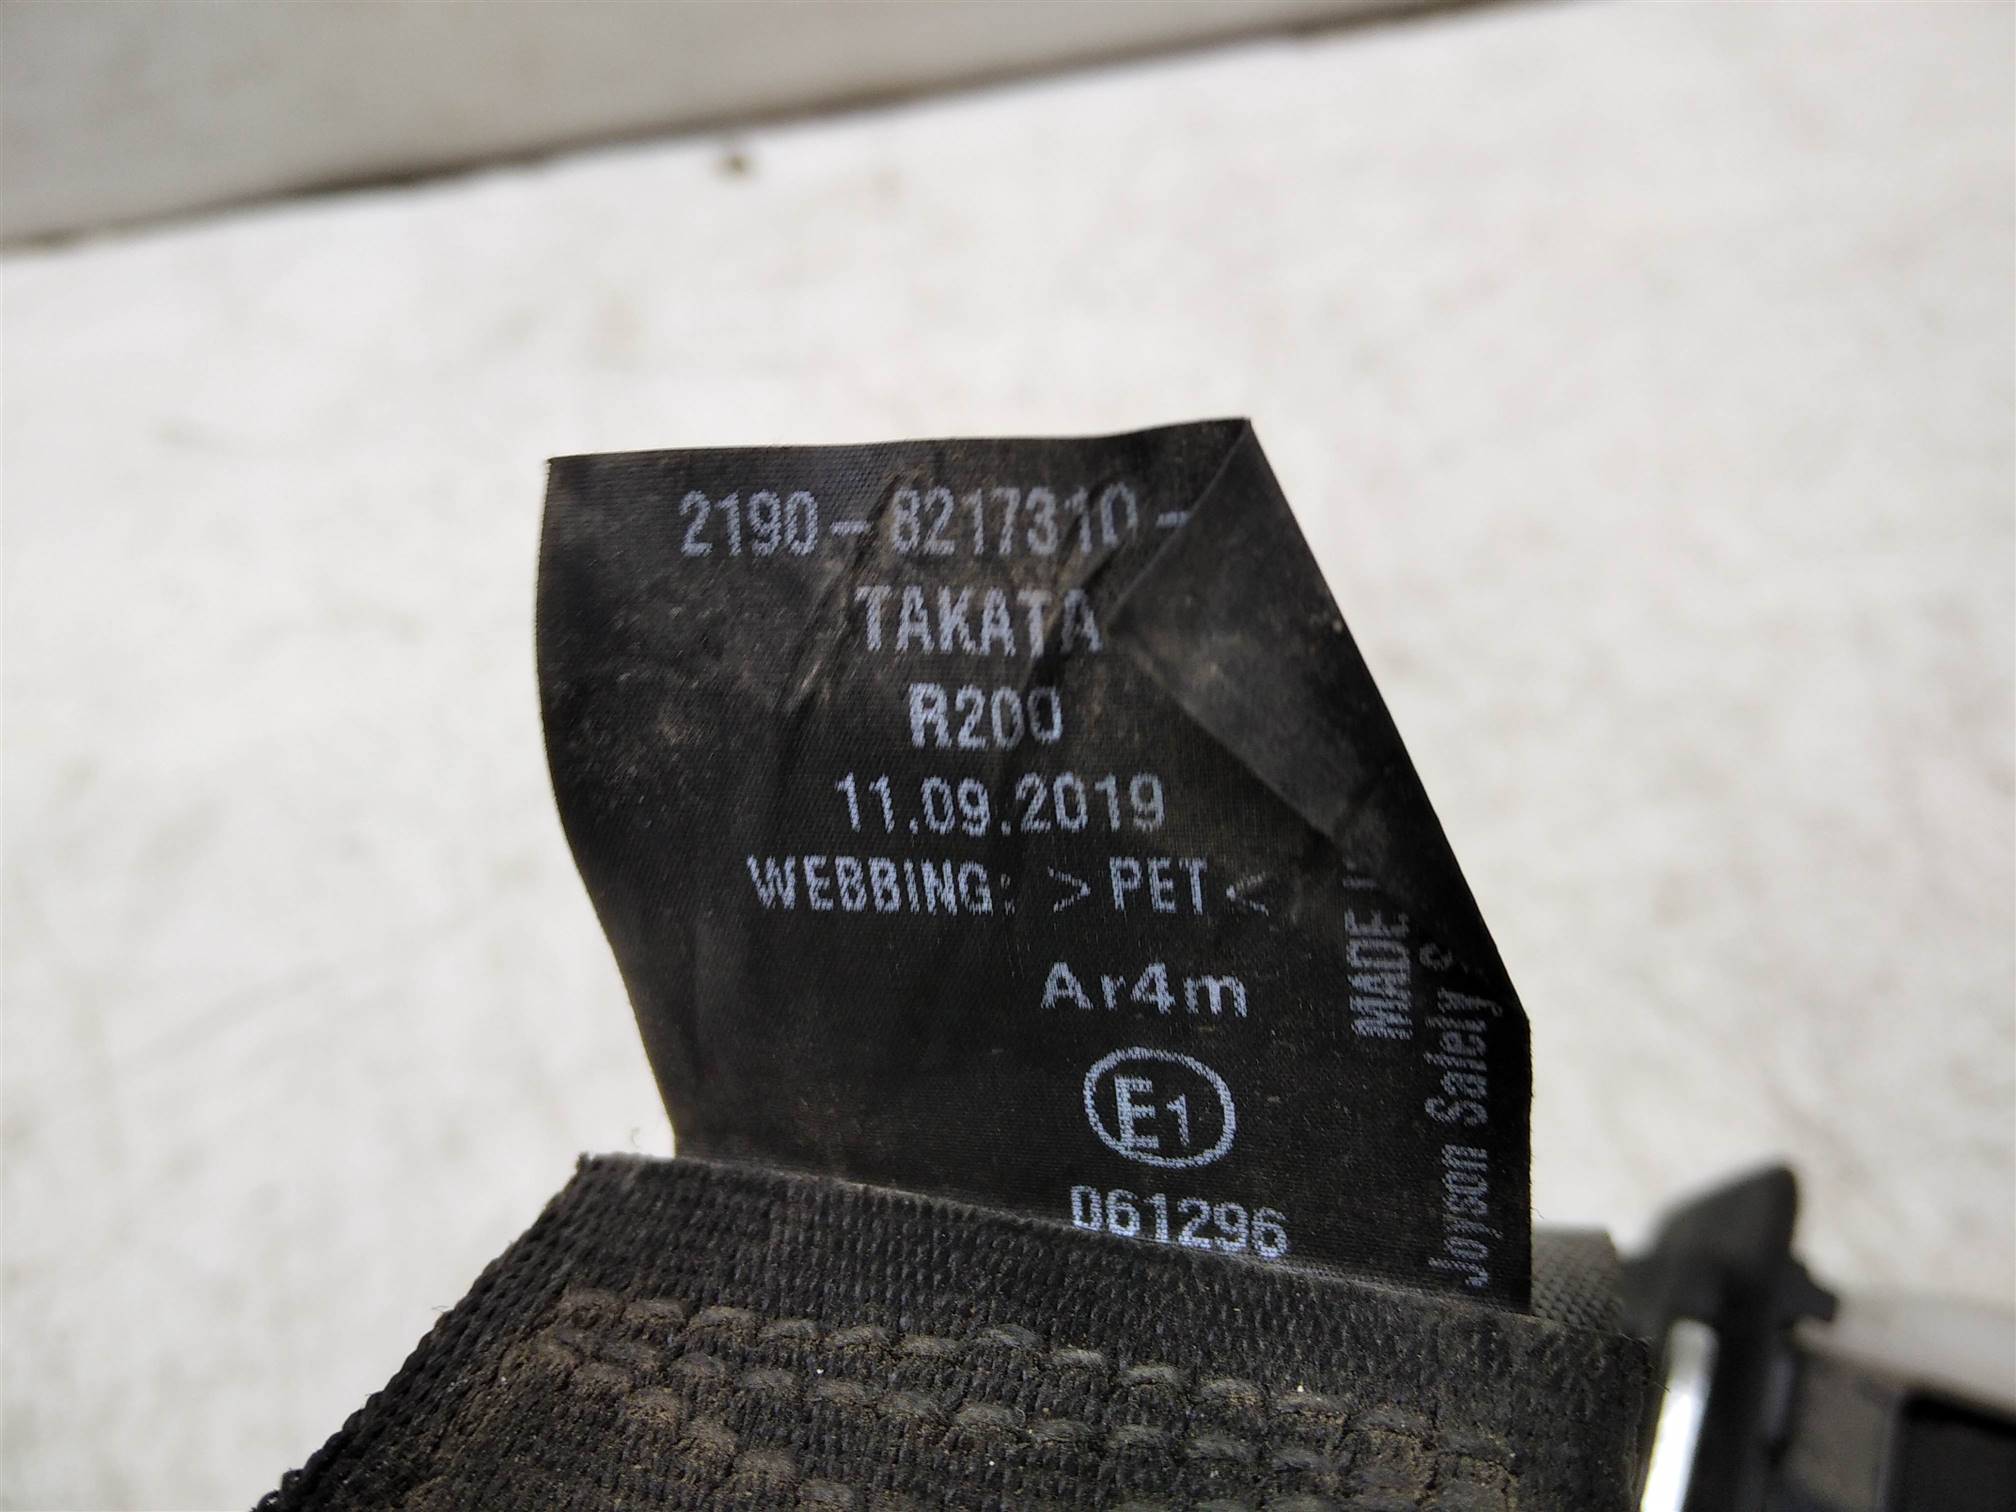 2190-8217310-
TAKATA
R200
11.09.2019
WEBBING: >PET<
Ar4m
E1
061296
MADE
Joyson Safety